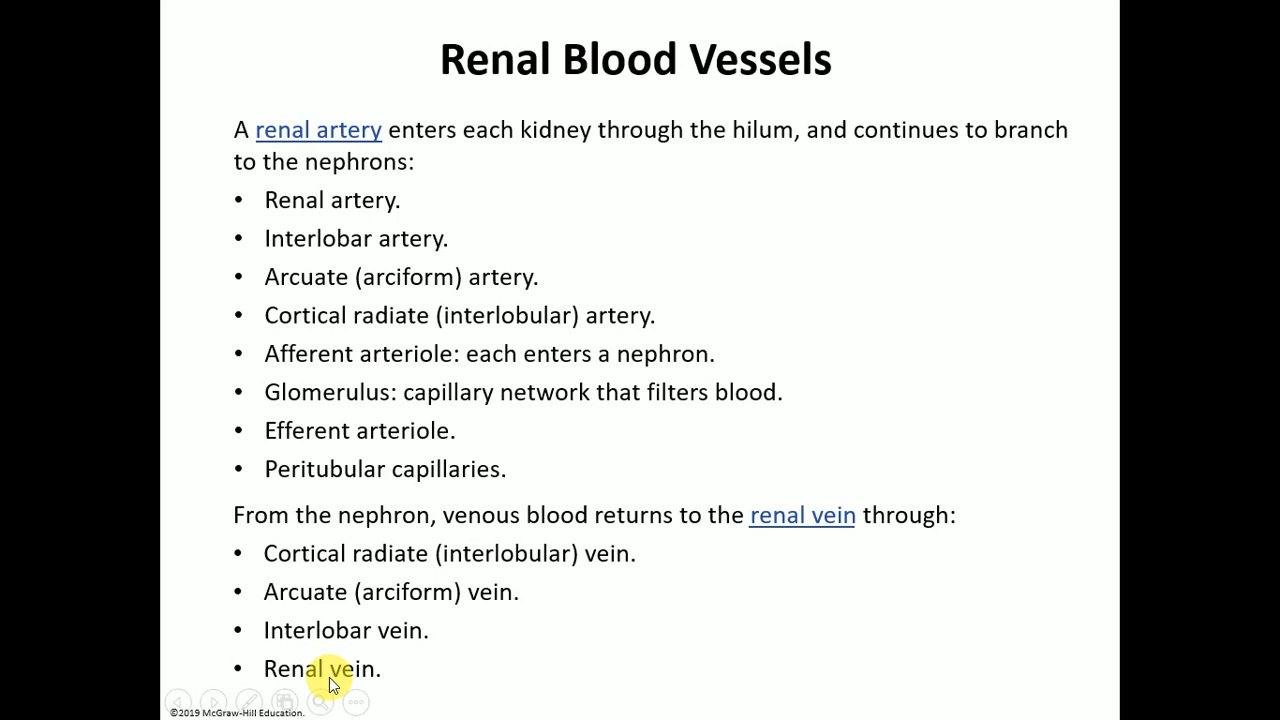 Renal Blood Vessels
A renal artery enters each kidney through the hilum, and continues to branch
to the nephrons:
• Renal artery.
• Interlobar artery.
• Arcuate (arciform) artery.
• Cortical radiate (interlobular) artery.
• Afferent arteriole: each enters a nephron.
• Glomerulus: capillary network that filters blood.
• Efferent arteriole.
• Peritubular capillaries.
From the nephron, venous blood returns to the renal vein through:
• Cortical radiate (interlobular) vein.
• Arcuate (arciform) vein.
• Interlobar vein.
• Renal vein.
©2019 McGraw-Hill Education.